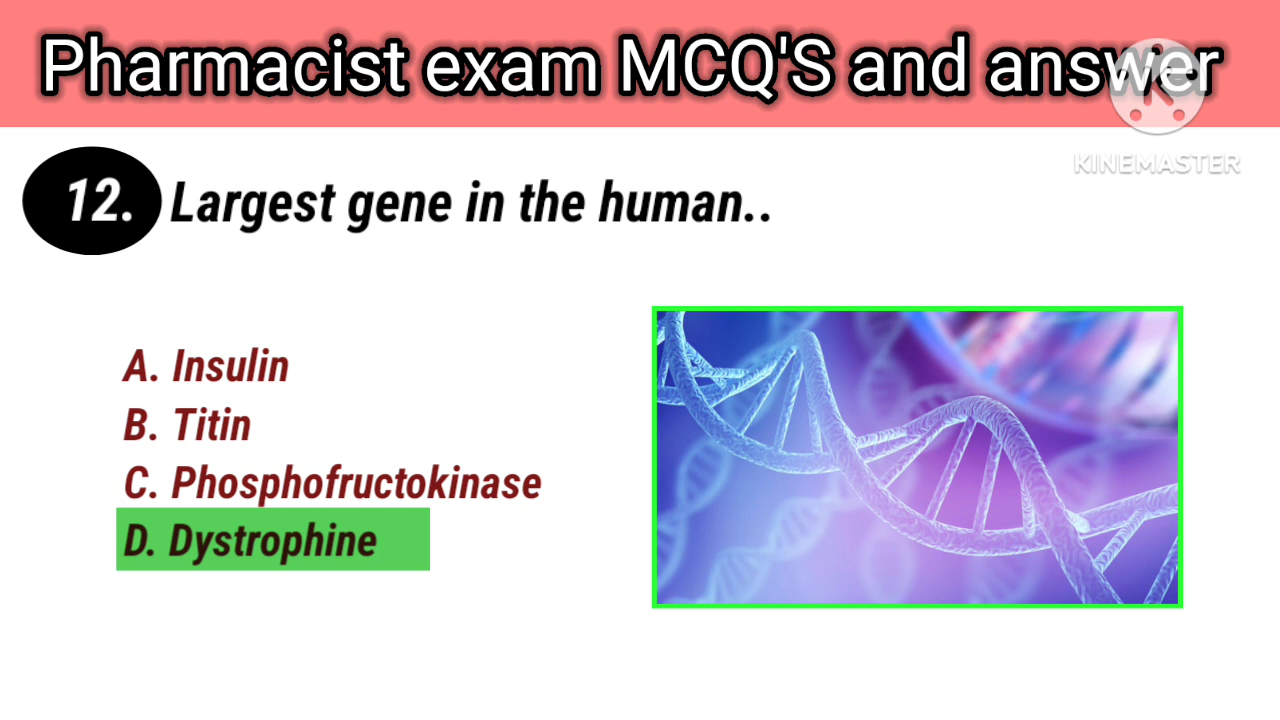 Pharmacist exam MCQ'S and answer
KINEMASTER
12. Largest gene in the human..
A. Insulin
B. Titin
C. Phosphofructokinase
D. Dystrophine